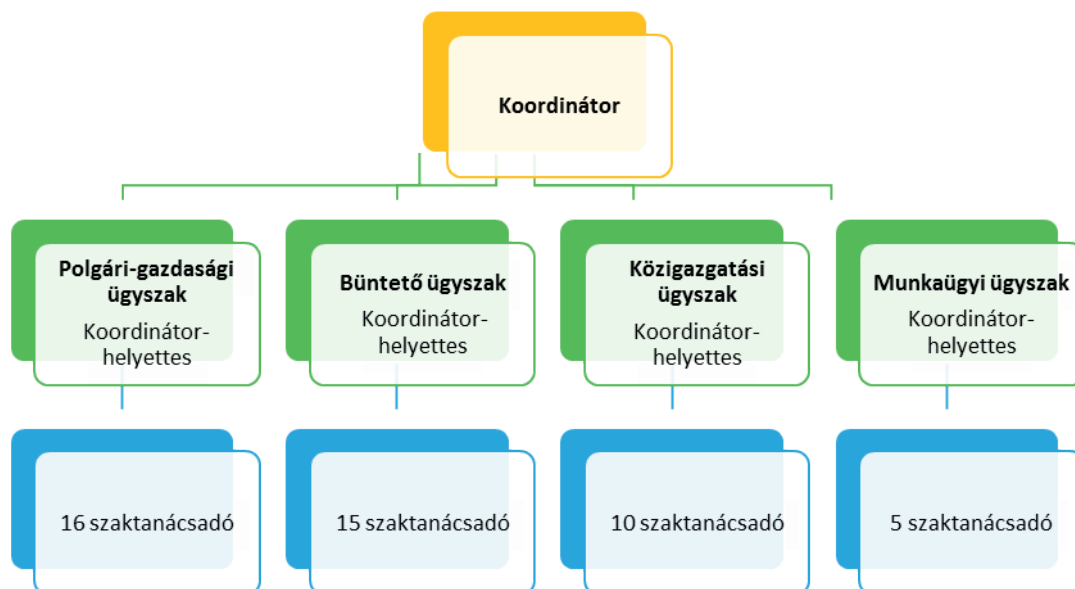 Koordinátor
Polgári-gazdasági
ügyszak
Koordinátor-
helyettes
Büntető ügyszak
Koordinátor-
helyettes
Közigazgatási
ügyszak
Koordinátor-
helyettes
Munkaügyi ügyszak
Koordinátor-
helyettes
16 szaktanácsadó
15 szaktanácsadó
10 szaktanácsadó
5 szaktanácsadó